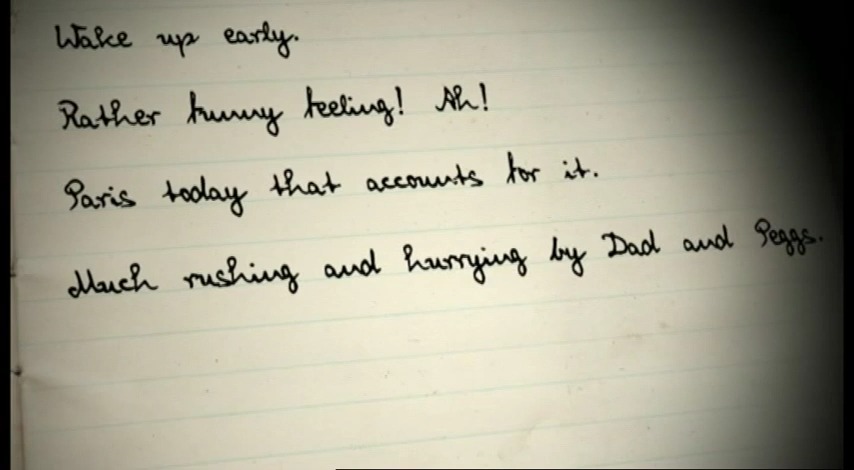 Wake up early.
Rather funny feeling! Ah!
Paris today that accounts for it.
Much rushing and hurrying by Dad and Peggs.